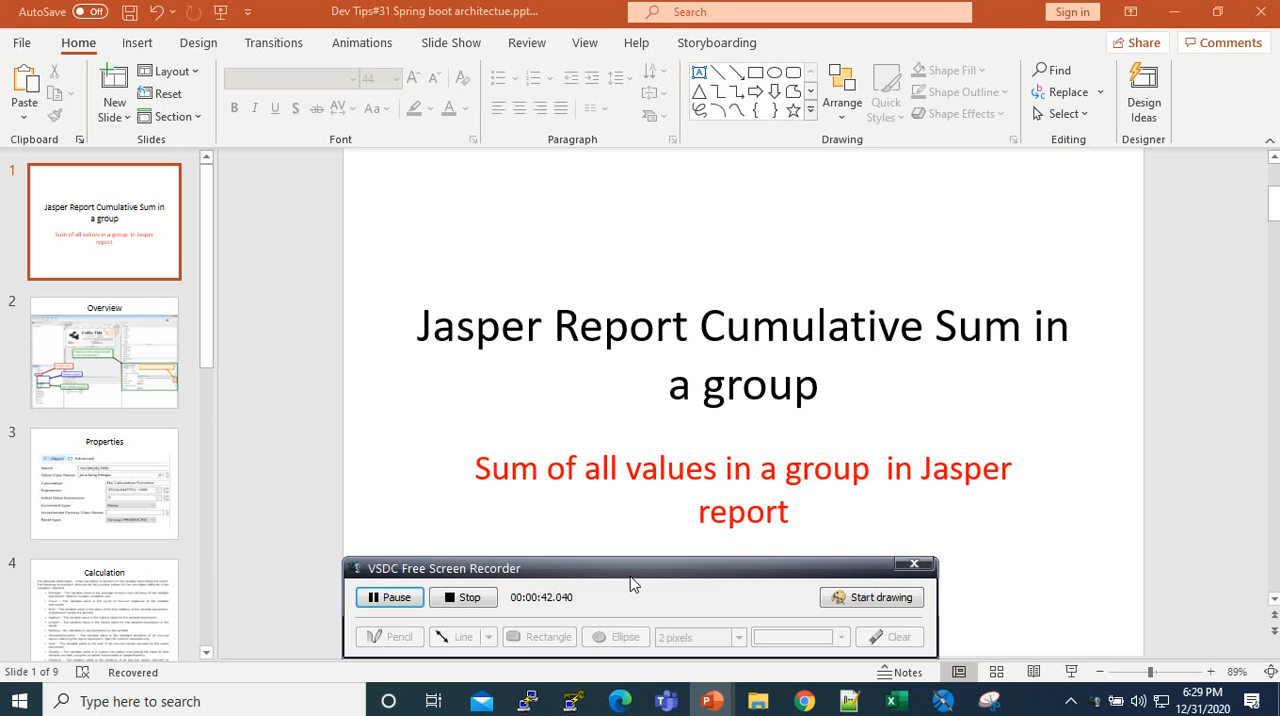 AutoSave Off Dev Tips#31 Spring boot architecture.ppt... Search Sign in
File Home Insert Design Transitions Animations Slide Show Review View Help Storyboarding Share Comments
Paste New Slide Layout Reset Section 44 Arrange Quick Styles Shape Fill Shape Outline Shape Effects Find Replace Select Design Ideas
Clipboard Slides Font Paragraph Drawing Editing Designer
1
Jasper Report Cumulative Sum in
a group
Sum of all values in a group in Jasper
report
2
Overview
3
Properties
4
Calculation
Jasper Report Cumulative Sum in
a group
Sum of all values in a group in Jasper
report
VSDC Free Screen Recorder
Pause Stop Start drawing
Pencil Line Rectangle Ellipse 2 pixels Clear
Slide 1 of 9 Recovered Notes 89%
Type here to search
6:29 PM
12/31/2020